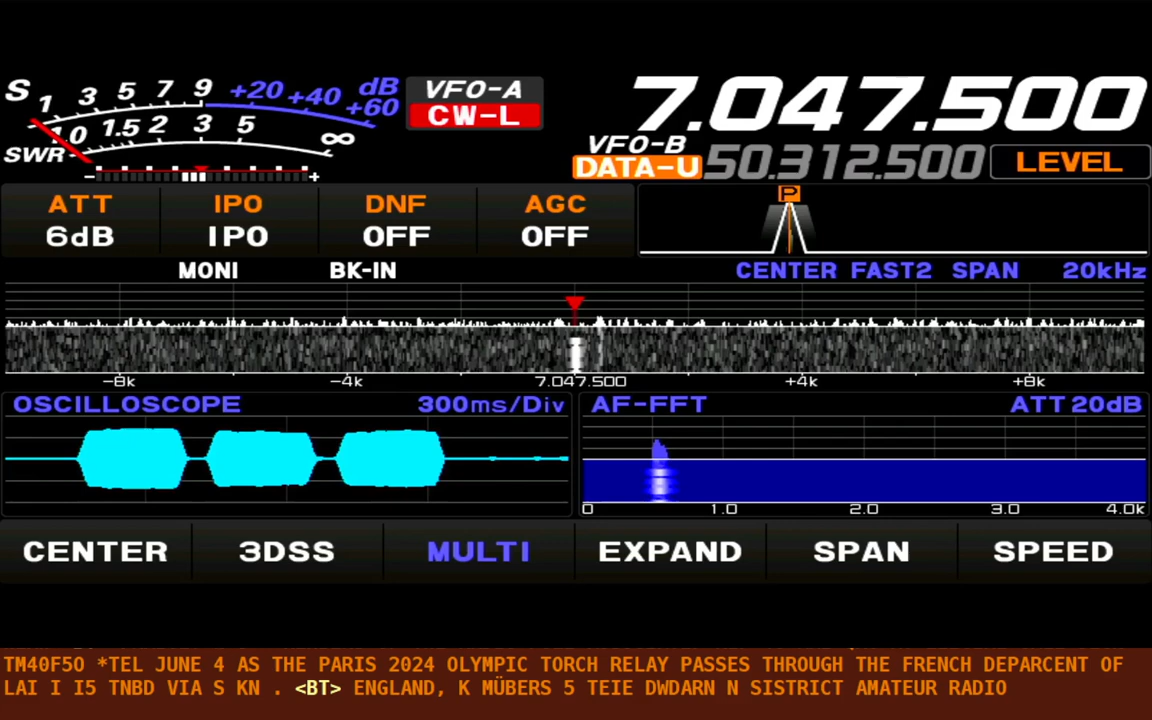 S 1 3 5 7 9 +20 +40 +60 dB
VFO-A
7.047.500
CW-L
1.0 1.5 2 3 5 ∞
SWR
VFO-B
DATA-U 50.312.500 LEVEL
- +
ATT IPO DNF AGC
6dB IPO OFF OFF
P
MONI BK-IN
CENTER FAST2 SPAN 20kHz
-8k -4k 7.047.500 +4k +8k
OSCILLOSCOPE 300ms/Div
AF-FFT ATT 20dB
0 1.0 2.0 3.0 4.0k
CENTER 3DSS MULTI EXPAND SPAN SPEED
TM40F5O *TEL JUNE 4 AS THE PARIS 2024 OLYMPIC TORCH RELAY PASSES THROUGH THE FRENCH DEPARCENT OF
LAI I I5 TNBD VIA S KN . <BT> ENGLAND, K MÜBERS 5 TEIE DWDARN N SISTRICT AMATEUR RADIO